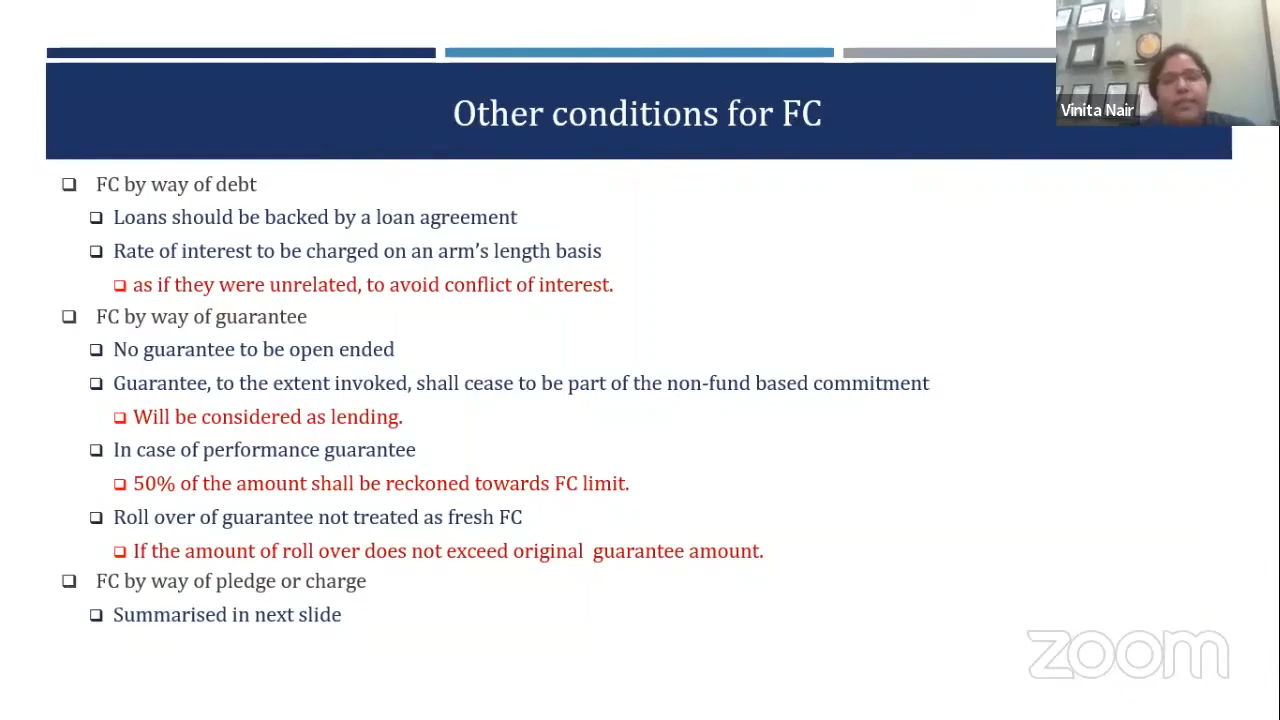 Other conditions for FC
Vinita Nair
FC by way of debt
Loans should be backed by a loan agreement
Rate of interest to be charged on an arm’s length basis
as if they were unrelated, to avoid conflict of interest.
FC by way of guarantee
No guarantee to be open ended
Guarantee, to the extent invoked, shall cease to be part of the non-fund based commitment
Will be considered as lending.
In case of performance guarantee
50% of the amount shall be reckoned towards FC limit.
Roll over of guarantee not treated as fresh FC
If the amount of roll over does not exceed original guarantee amount.
FC by way of pledge or charge
Summarised in next slide
zoom